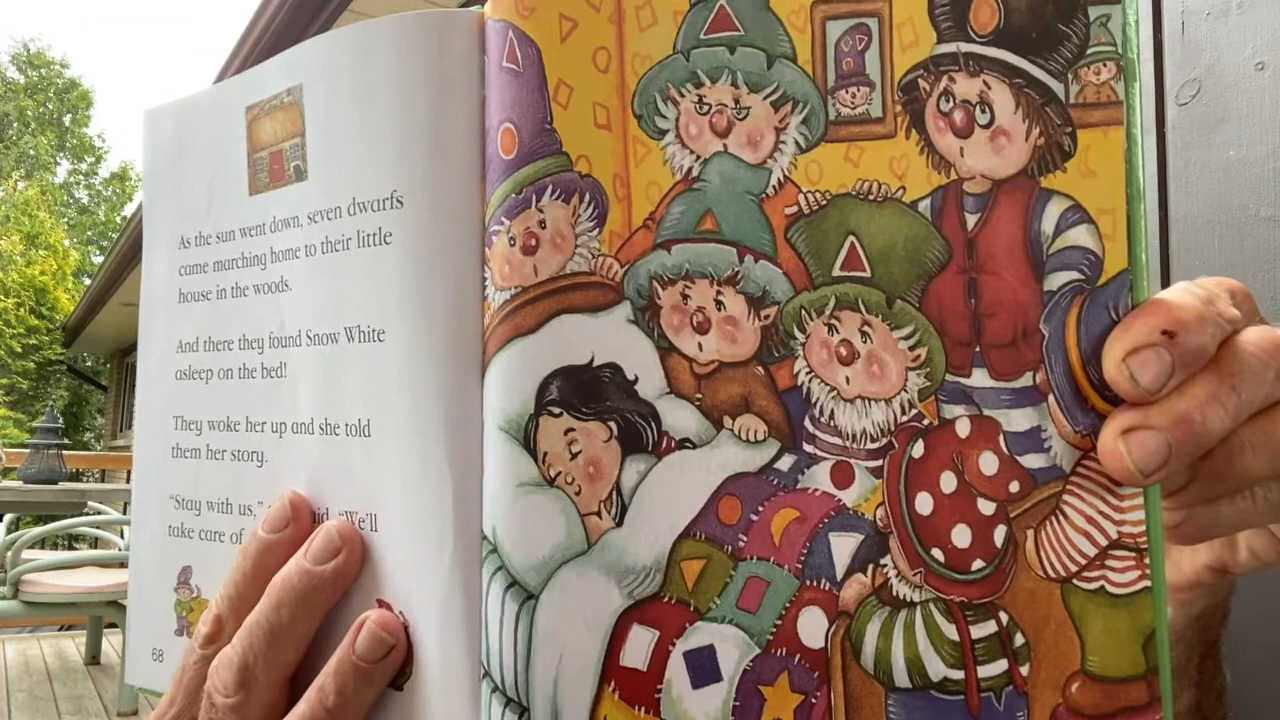 As the sun went down, seven dwarfs
came marching home to their little
house in the woods.
And there they found Snow White
asleep on the bed!
They woke her up and she told
them her story.
"Stay with us," "We'll
take care of
68